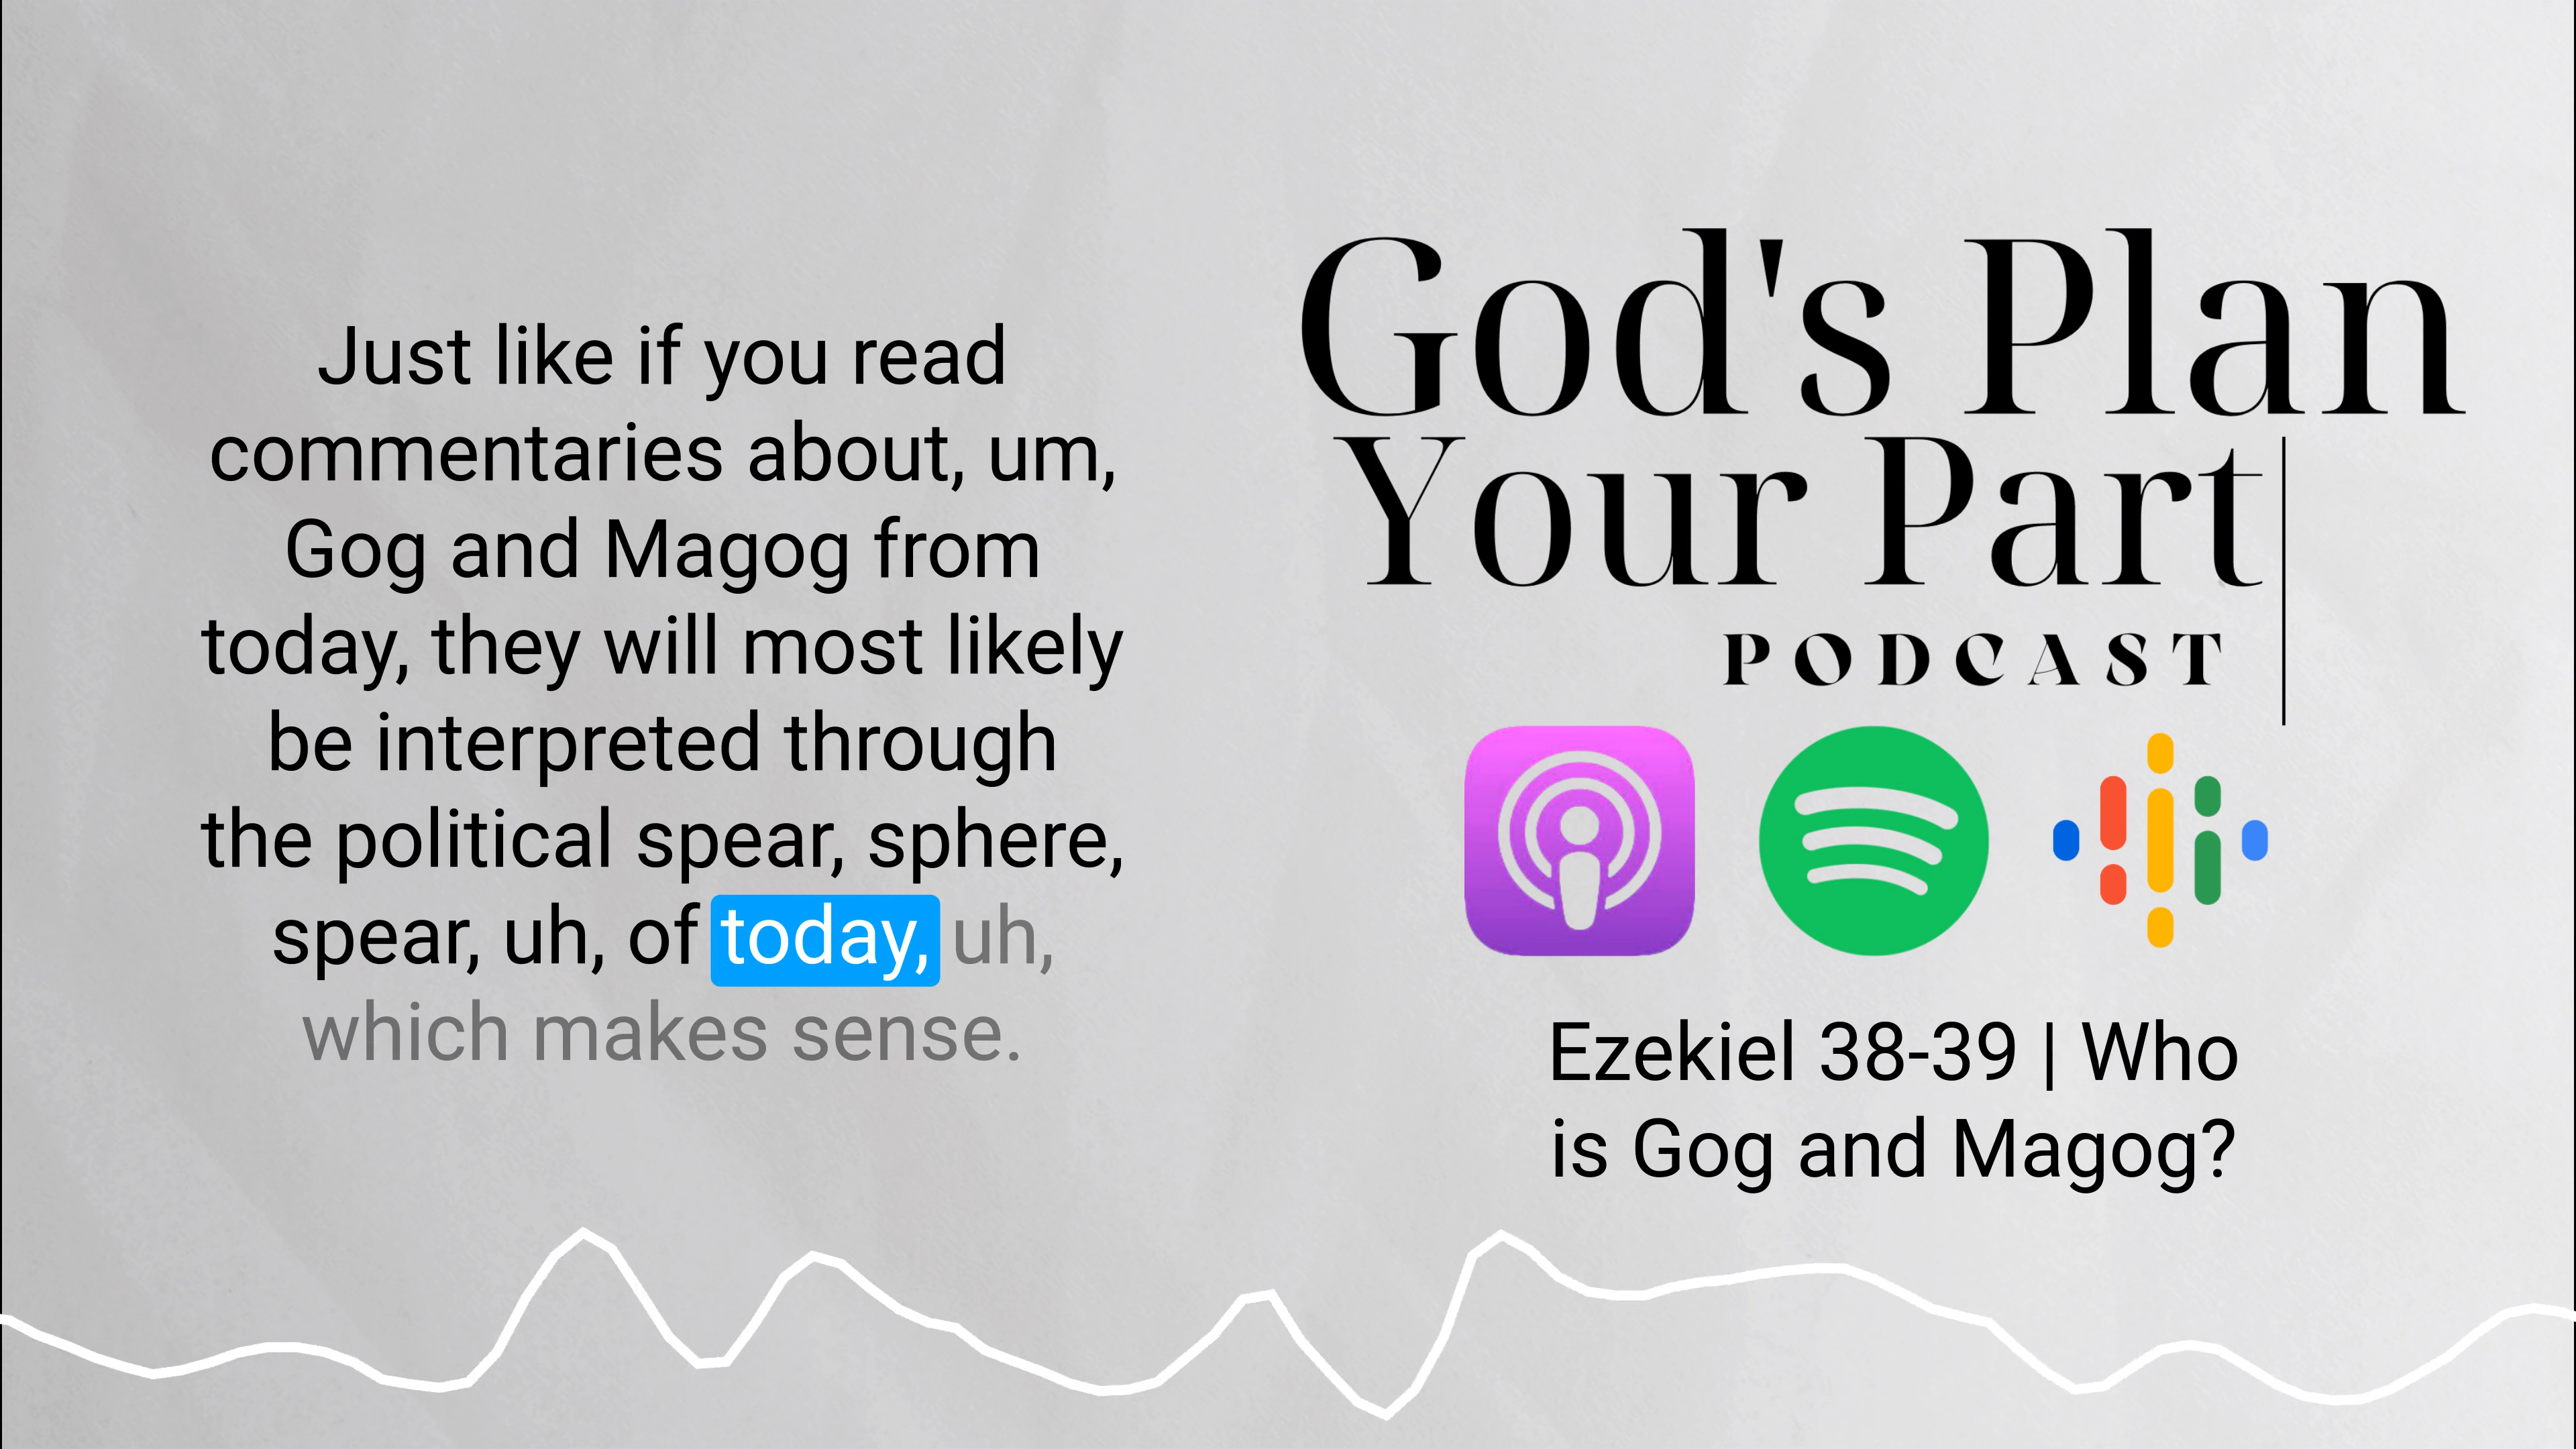 Just like if you read
commentaries about, um,
Gog and Magog from
today, they will most likely
be interpreted through
the political spear, sphere,
spear, uh, of today, uh,
which makes sense.
God's Plan
Your Part
PODCAST
Ezekiel 38-39 | Who
is Gog and Magog?